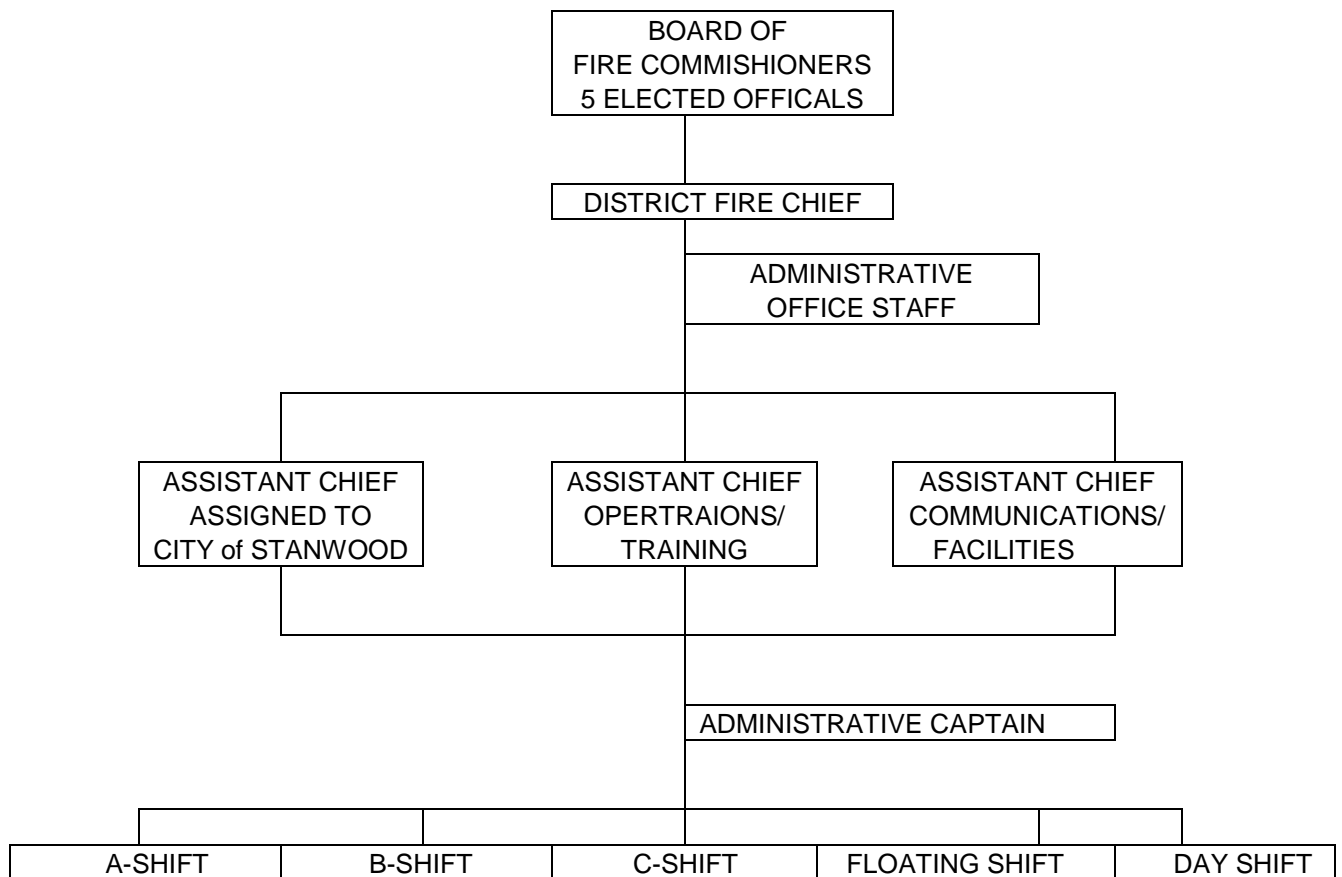 BOARD OF
FIRE COMMISHIONERS
5 ELECTED OFFICALS
DISTRICT FIRE CHIEF
ADMINISTRATIVE
OFFICE STAFF
ASSISTANT CHIEF
ASSIGNED TO
CITY of STANWOOD
ASSISTANT CHIEF
OPERTRAIONS/
TRAINING
ASSISTANT CHIEF
COMMUNICATIONS/
FACILITIES
ADMINISTRATIVE CAPTAIN
A-SHIFT
B-SHIFT
C-SHIFT
FLOATING SHIFT
DAY SHIFT